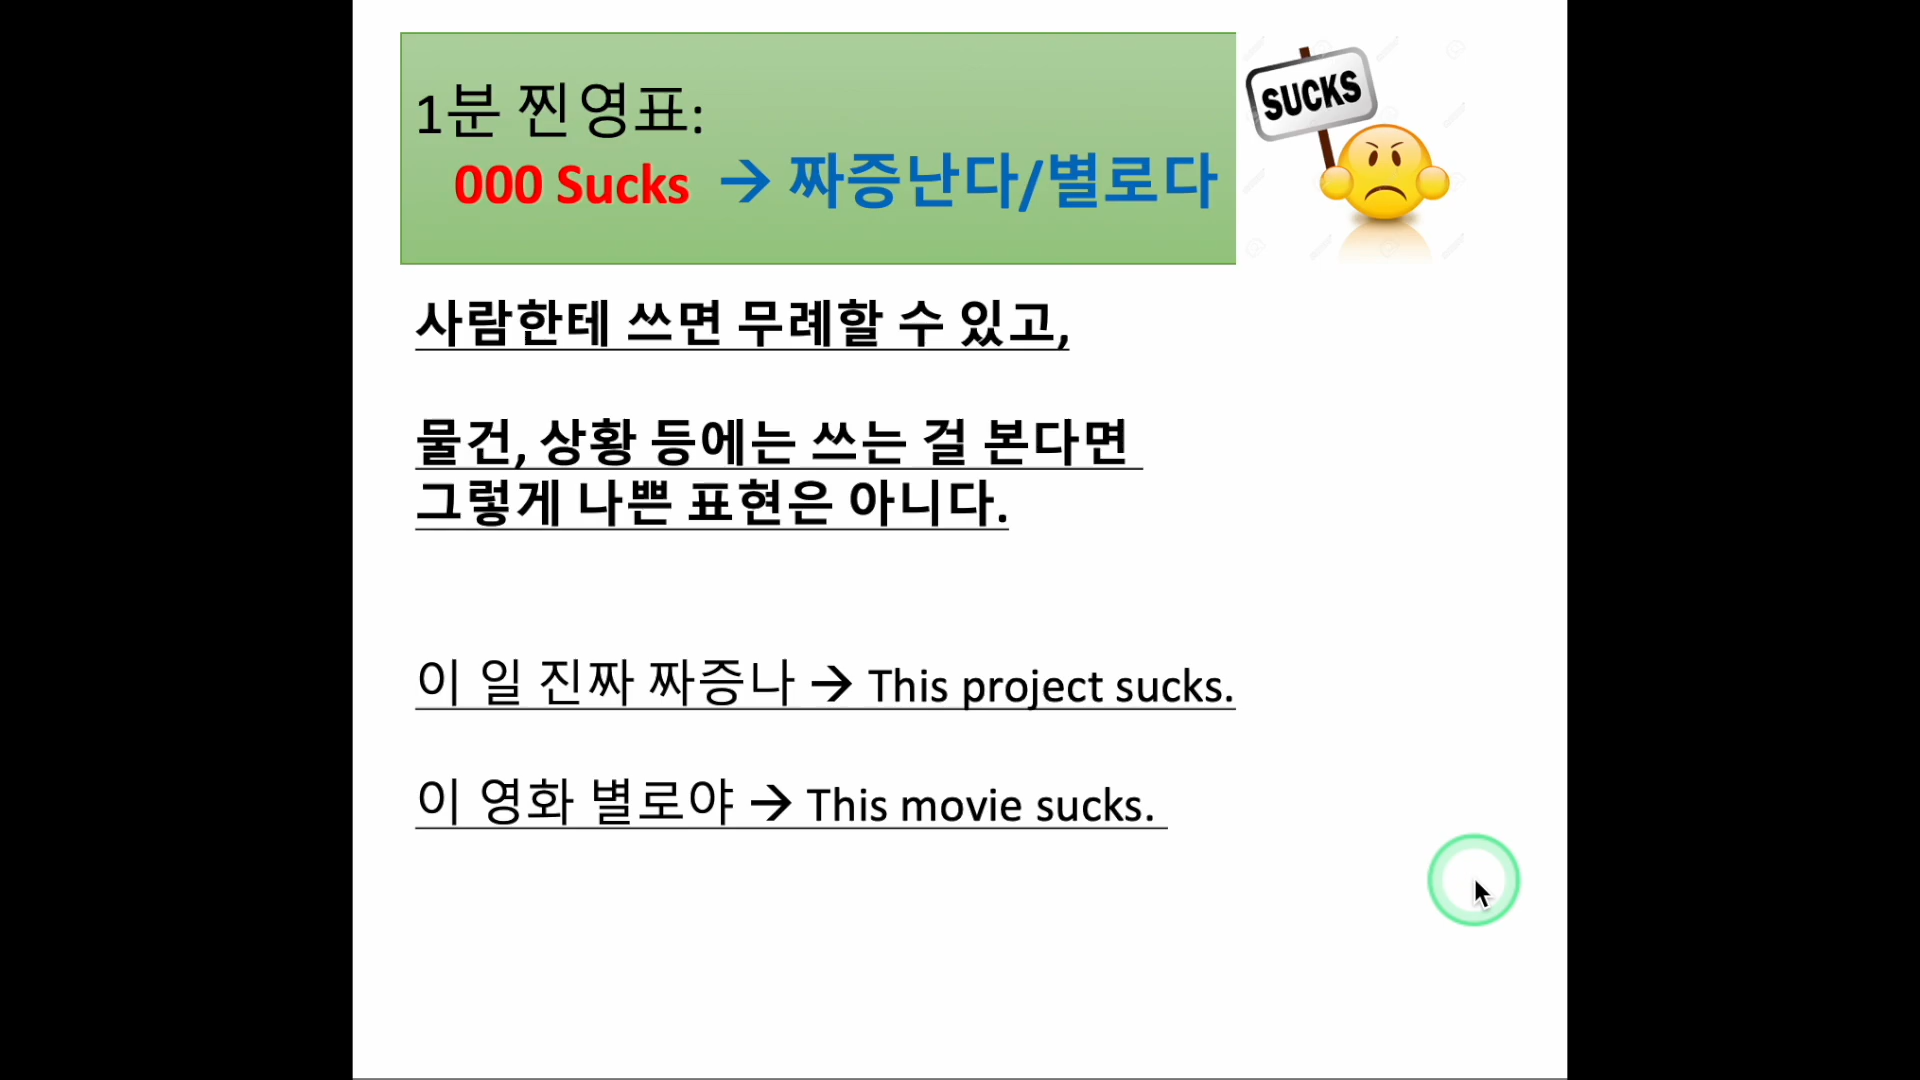 1분 찐영표:
000 Sucks → 짜증난다/별로다
SUCKS
사람한테 쓰면 무례할 수 있고,
물건, 상황 등에는 쓰는 걸 본다면
그렇게 나쁜 표현은 아니다.
이 일 진짜 짜증나 → This project sucks.
이 영화 별로야 → This movie sucks.